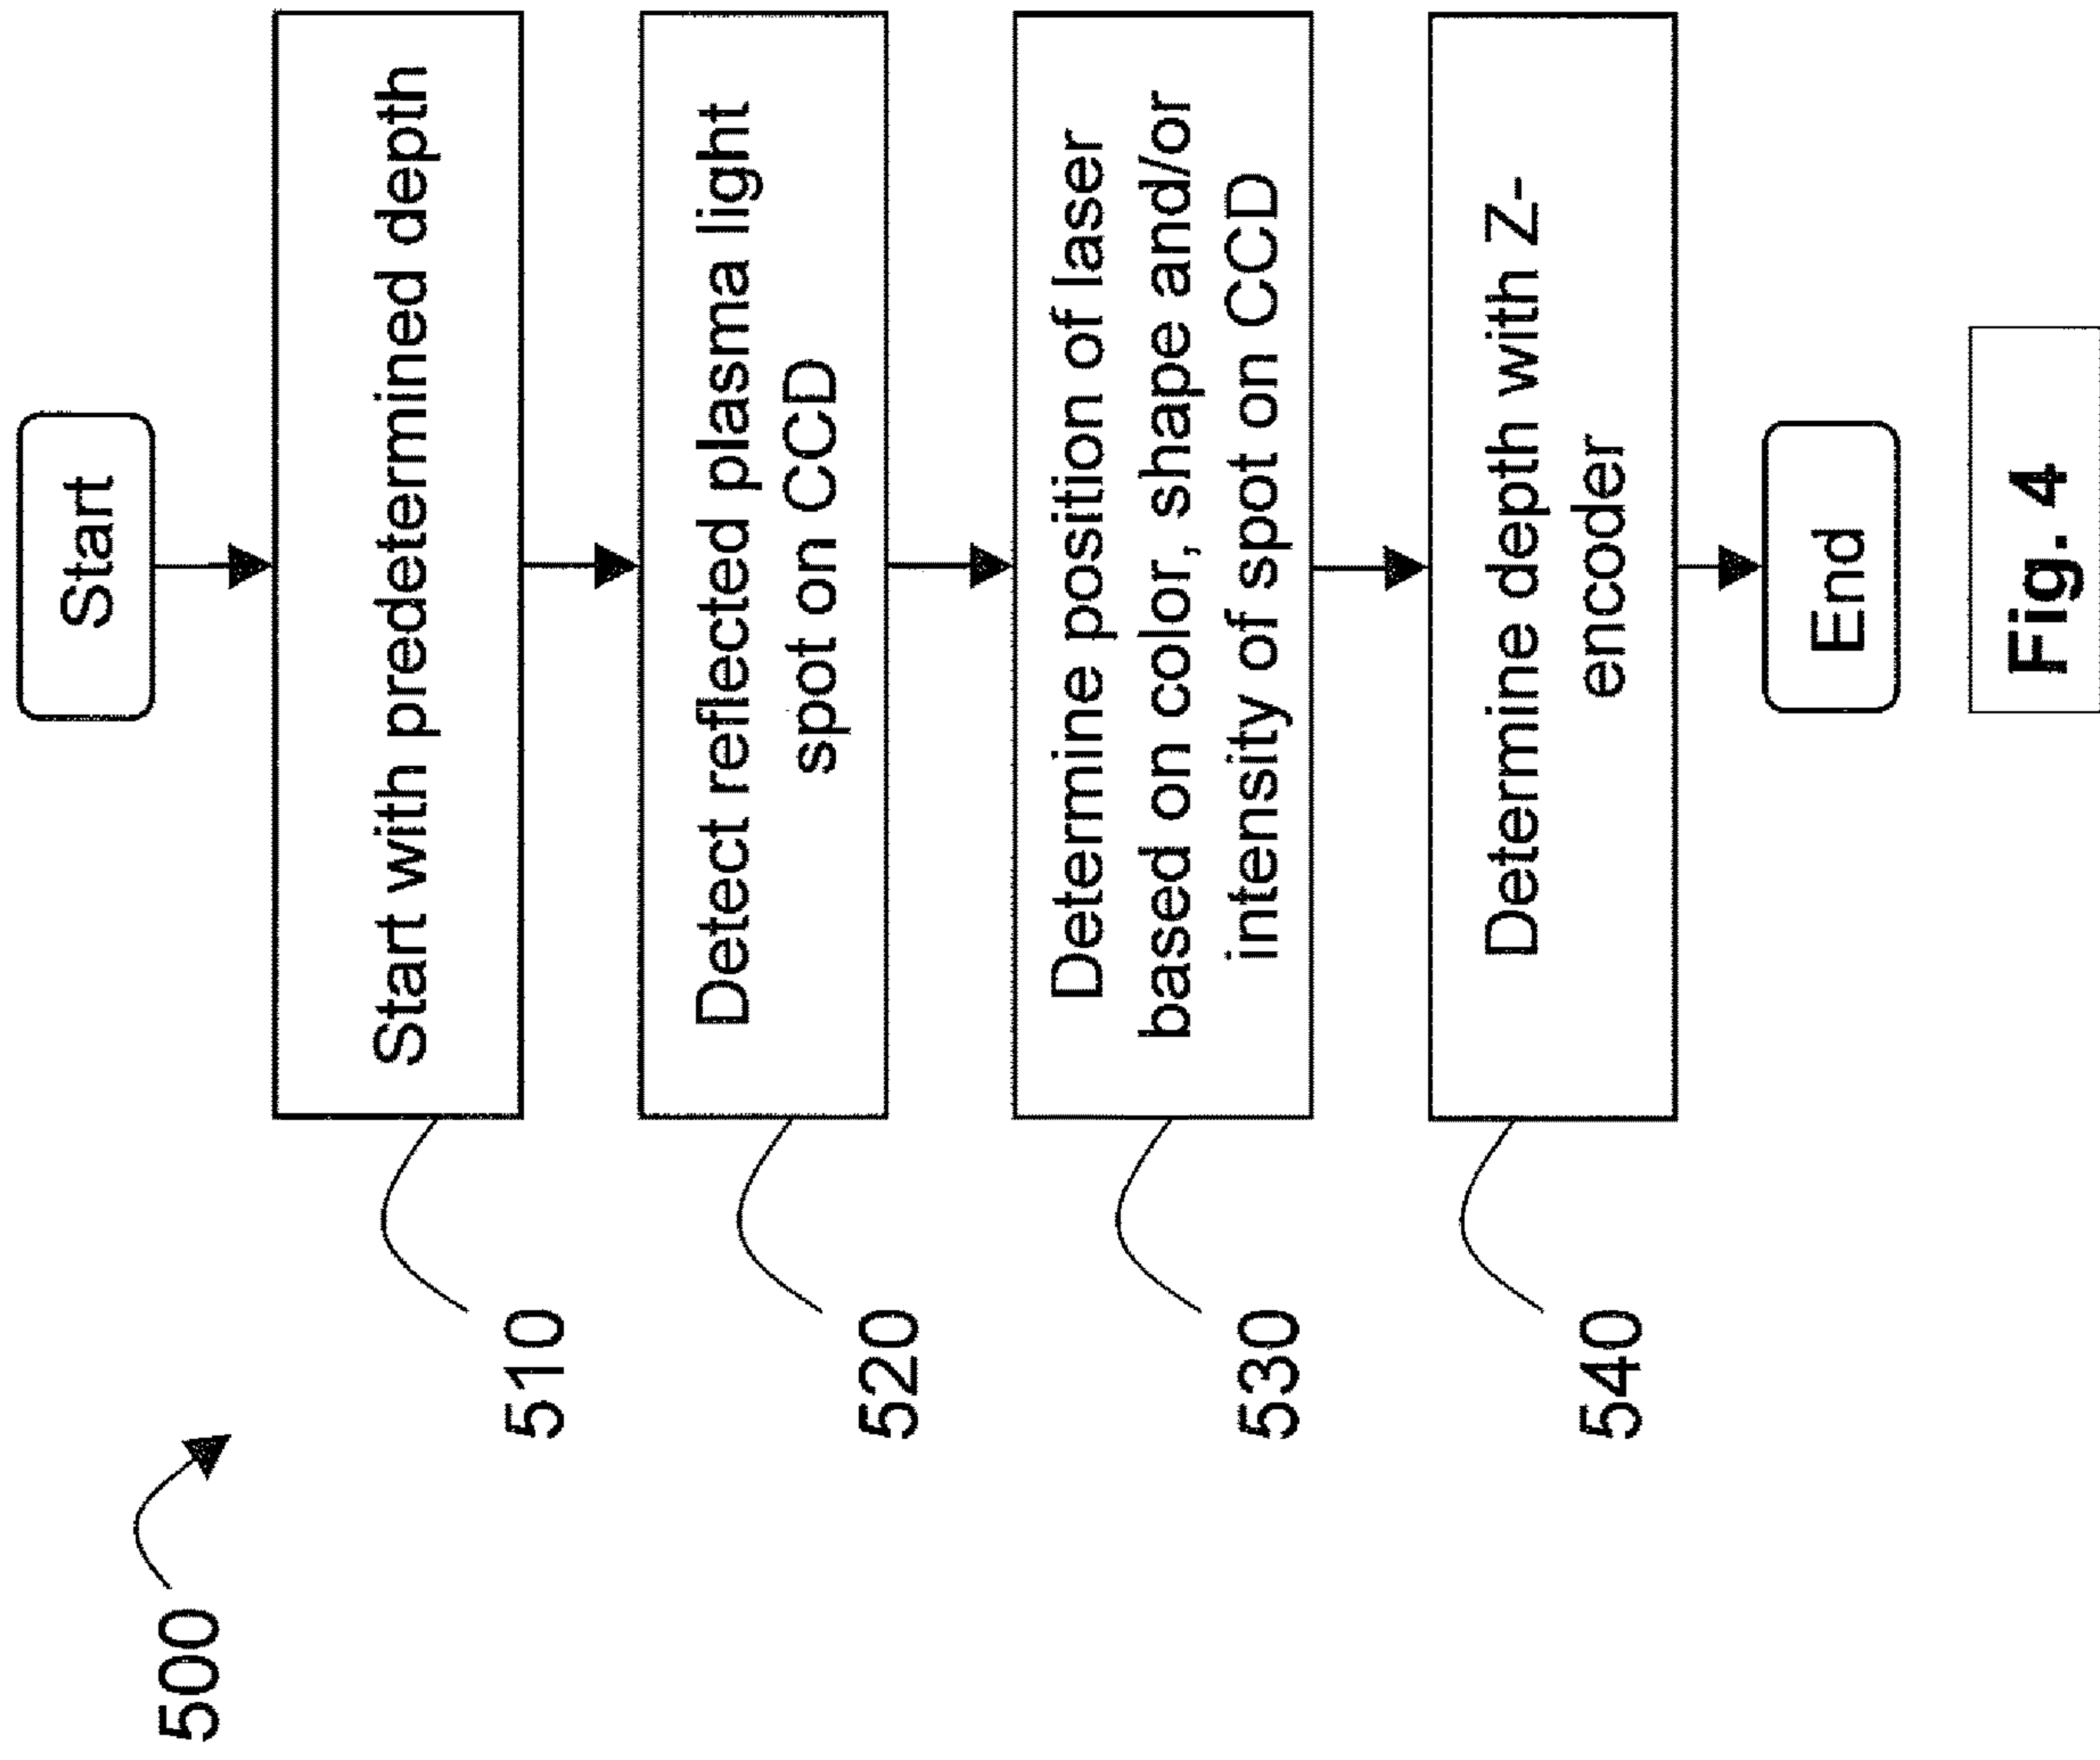 500
Start
510
Start with predetermined depth
520
Detect reflected plasma light
spot on CCD
530
Determine position of laser
based on color, shape and/or
intensity of spot on CCD
540
Determine depth with Z-
encoder
End
Fig. 4